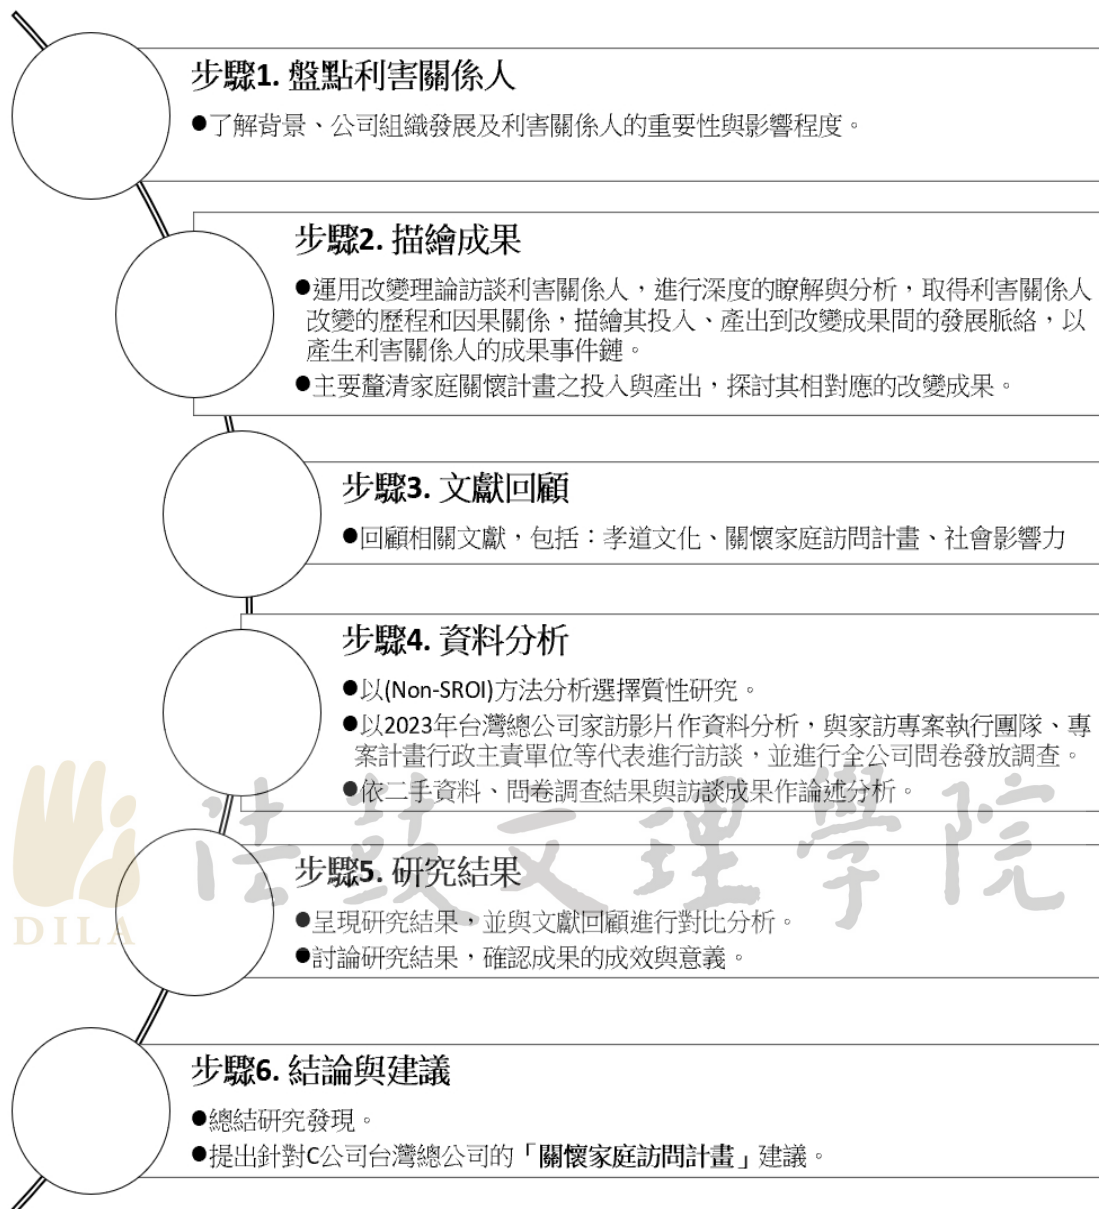 步驟1. 盤點利害關係人
●了解背景、公司組織發展及利害關係人的重要性與影響程度。
步驟2. 描繪成果
●運用改變理論訪談利害關係人，進行深度的瞭解與分析，取得利害關係人
改變的歷程和因果關係，描繪其投入、產出到改變成果間的發展脈絡，以
產生利害關係人的成果事件鏈。
●主要釐清家庭關懷計畫之投入與產出，探討其相對應的改變成果。
步驟3. 文獻回顧
●回顧相關文獻，包括：孝道文化、關懷家庭訪問計畫、社會影響力
步驟4. 資料分析
●以(Non-SROI)方法分析選擇質性研究。
●以2023年台灣總公司家訪影片作資料分析，與家訪專案執行團隊、專
案計畫行政主責單位等代表進行訪談，並進行全公司問卷發放調查。
●依二手資料、問卷調查結果與訪談成果作論述分析。
法鼓文理學院
DILA
步驟5. 研究結果
●呈現研究結果，並與文獻回顧進行對比分析。
●討論研究結果，確認成果的成效與意義。
步驟6. 結論與建議
●總結研究發現。
●提出針對C公司台灣總公司的「關懷家庭訪問計畫」建議。